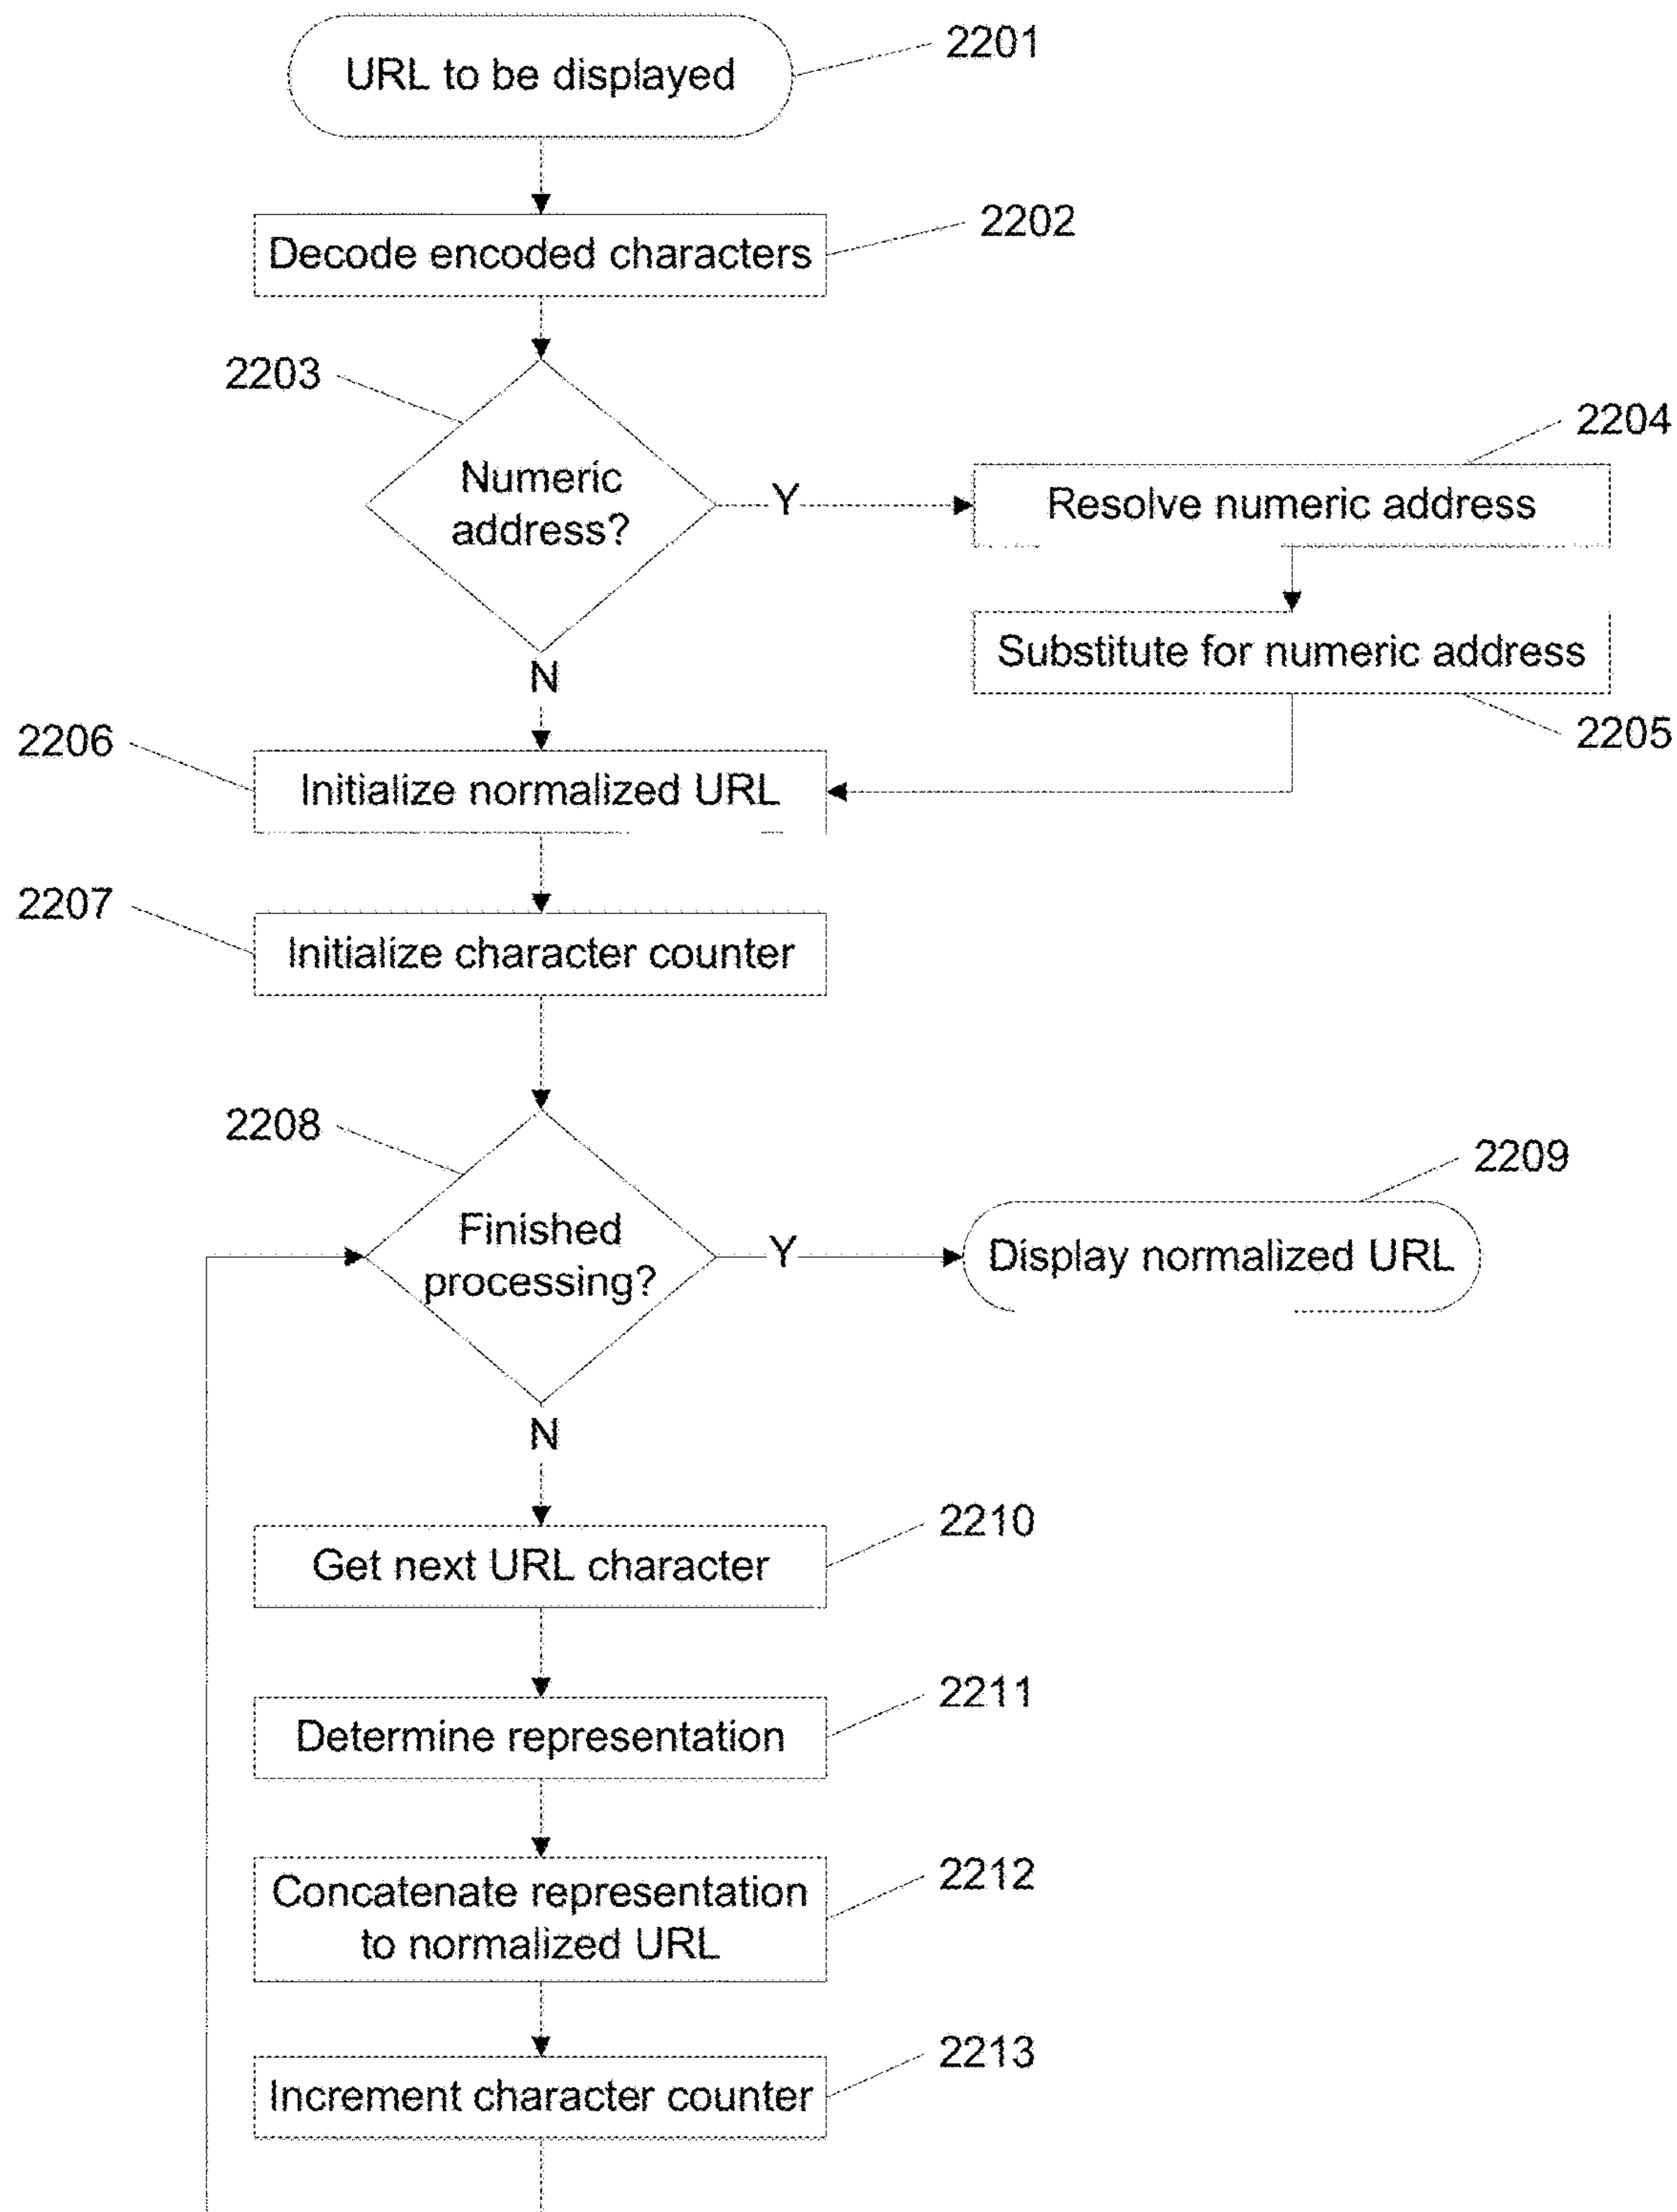 URL to be displayed
2201
Decode encoded characters
2202
2203
Numeric
address?
Y
N
2204
Resolve numeric address
Substitute for numeric address
2205
2206
Initialize normalized URL
2207
Initialize character counter
2208
Finished
processing?
Y
N
2209
Display normalized URL
Get next URL character
2210
Determine representation
2211
Concatenate representation
to normalized URL
2212
Increment character counter
2213